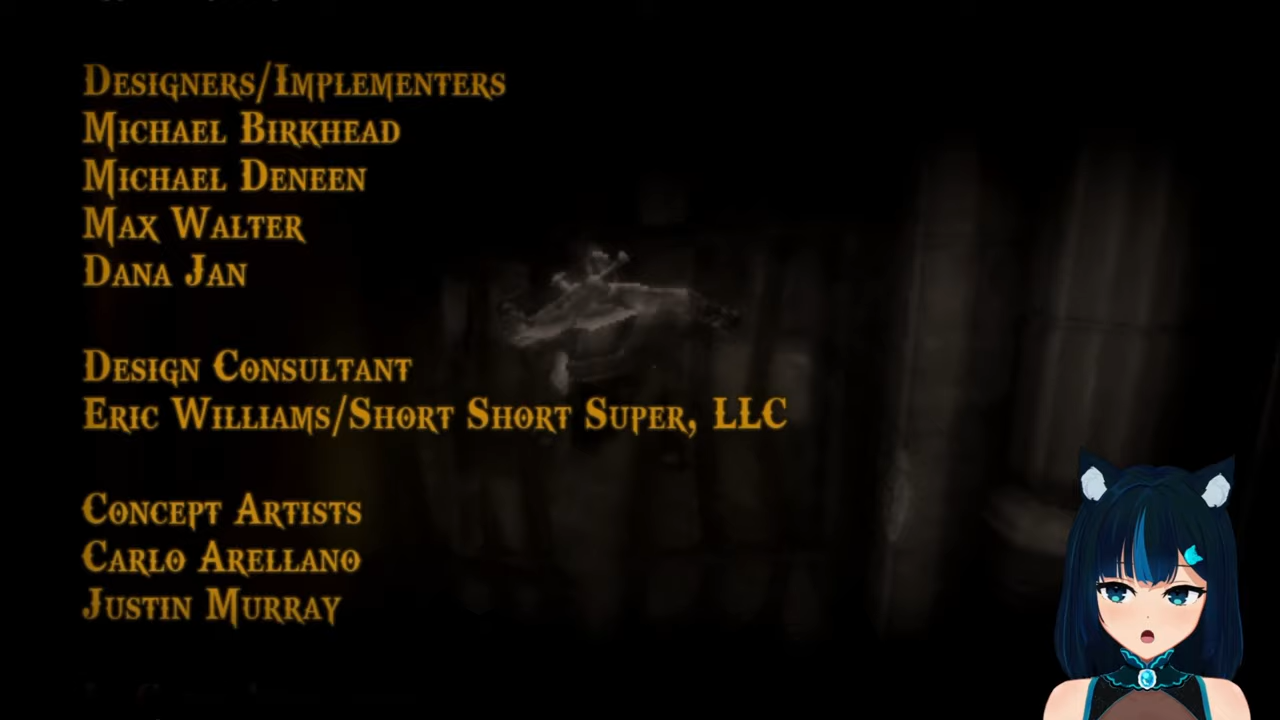 Designers/Implementers
Michael Birkhead
Michael Deneen
Max Walter
Dana Jan
Design Consultant
Eric Williams/Short Short Super, LLC
Concept Artists
Carlo Arellano
Justin Murray